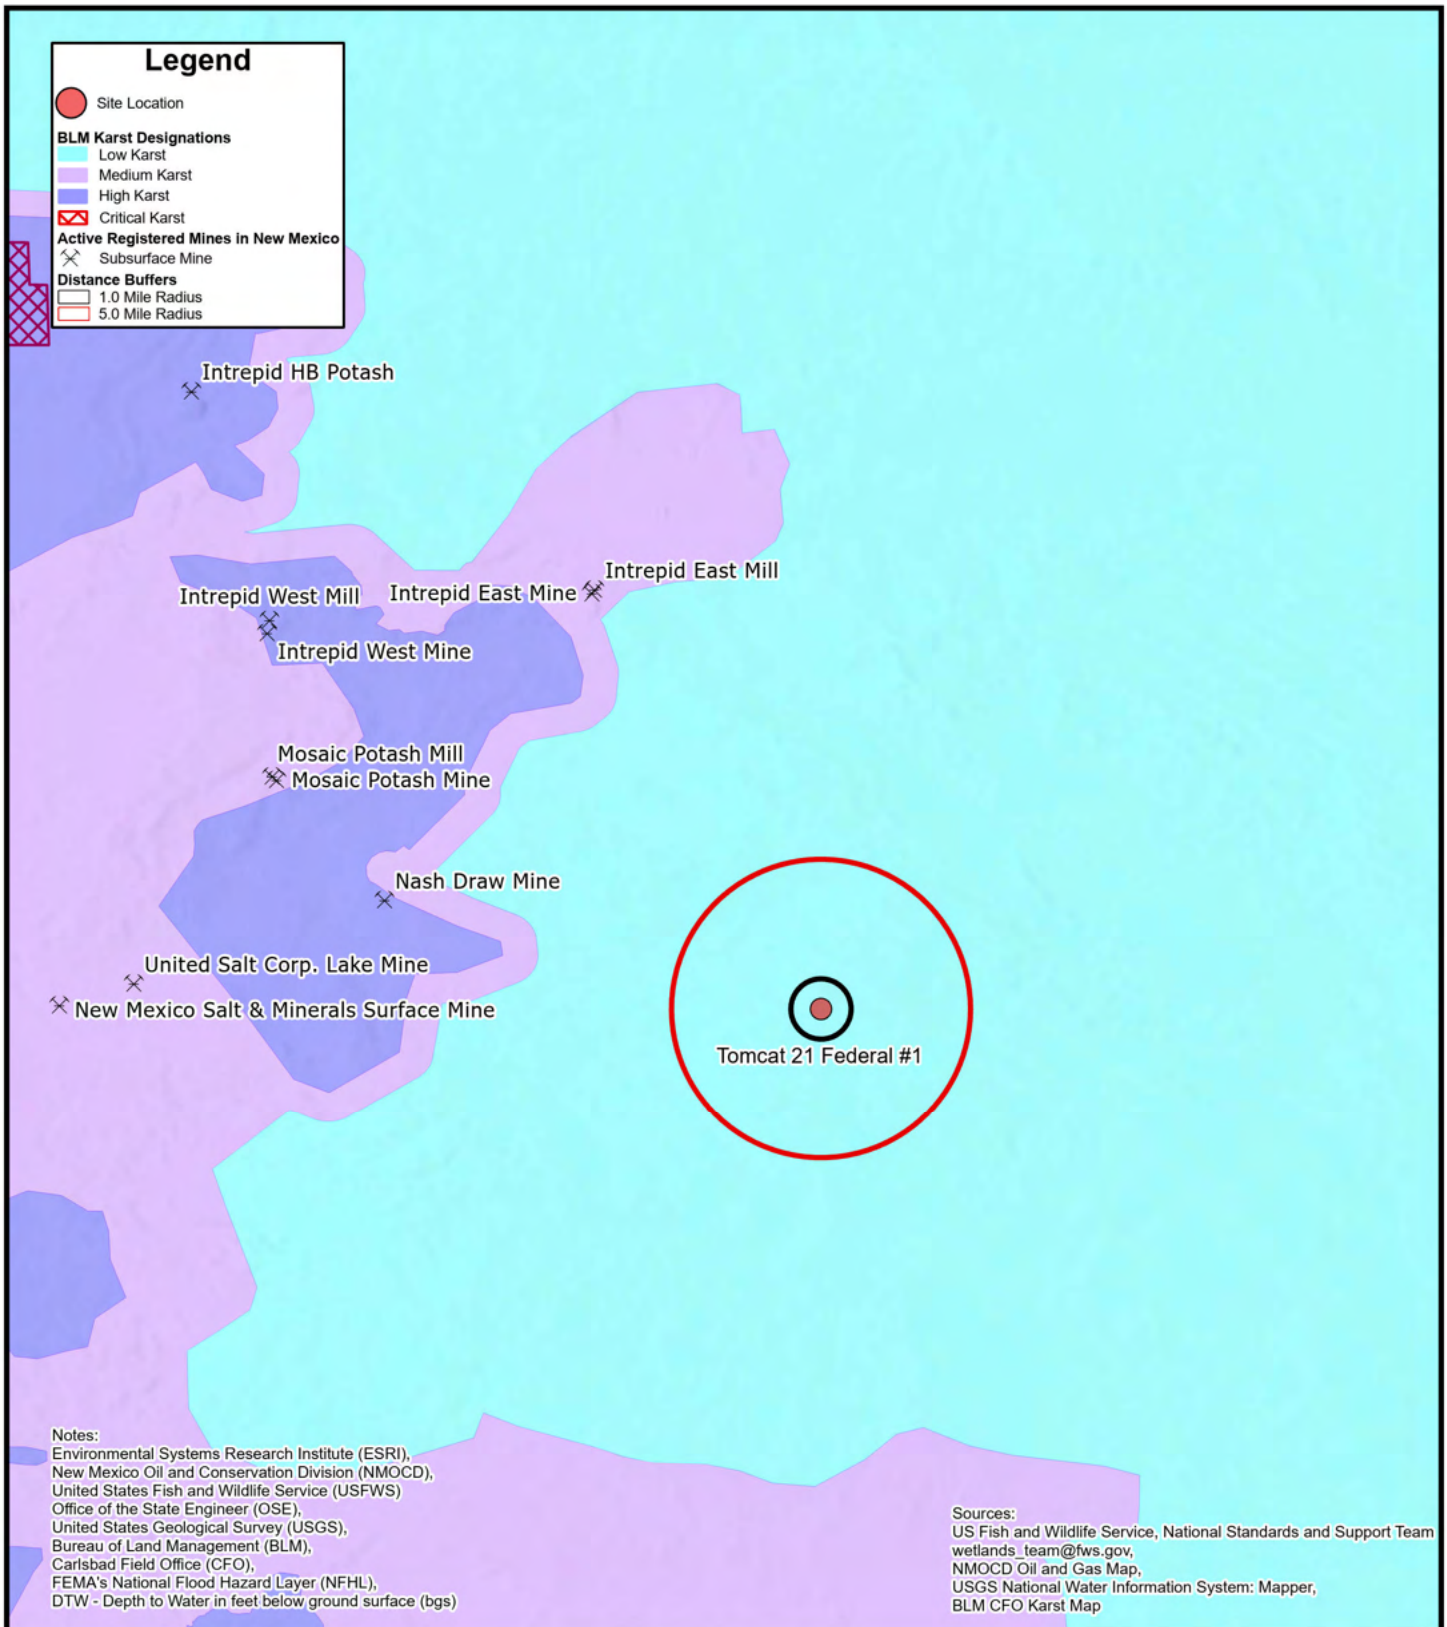 Legend
Site Location
BLM Karst Designations
Low Karst
Medium Karst
High Karst
Critical Karst
Active Registered Mines in New Mexico
Subsurface Mine
Distance Buffers
1.0 Mile Radius
5.0 Mile Radius
Intrepid HB Potash
Intrepid East Mill
Intrepid East Mine
Intrepid West Mill
Intrepid West Mine
Mosaic Potash Mill
Mosaic Potash Mine
Nash Draw Mine
United Salt Corp. Lake Mine
New Mexico Salt & Minerals Surface Mine
Tomcat 21 Federal #1
Notes:
Environmental Systems Research Institute (ESRI),
New Mexico Oil and Conservation Division (NMOCD),
United States Fish and Wildlife Service (USFWS)
Office of the State Engineer (OSE),
United States Geological Survey (USGS),
Bureau of Land Management (BLM),
Carlsbad Field Office (CFO),
FEMA's National Flood Hazard Layer (NFHL),
DTW - Depth to Water in feet below ground surface (bgs)
Sources:
US Fish and Wildlife Service, National Standards and Support Team
wetlands_team@fws.gov,
NMOCD Oil and Gas Map,
USGS National Water Information System: Mapper,
BLM CFO Karst Map